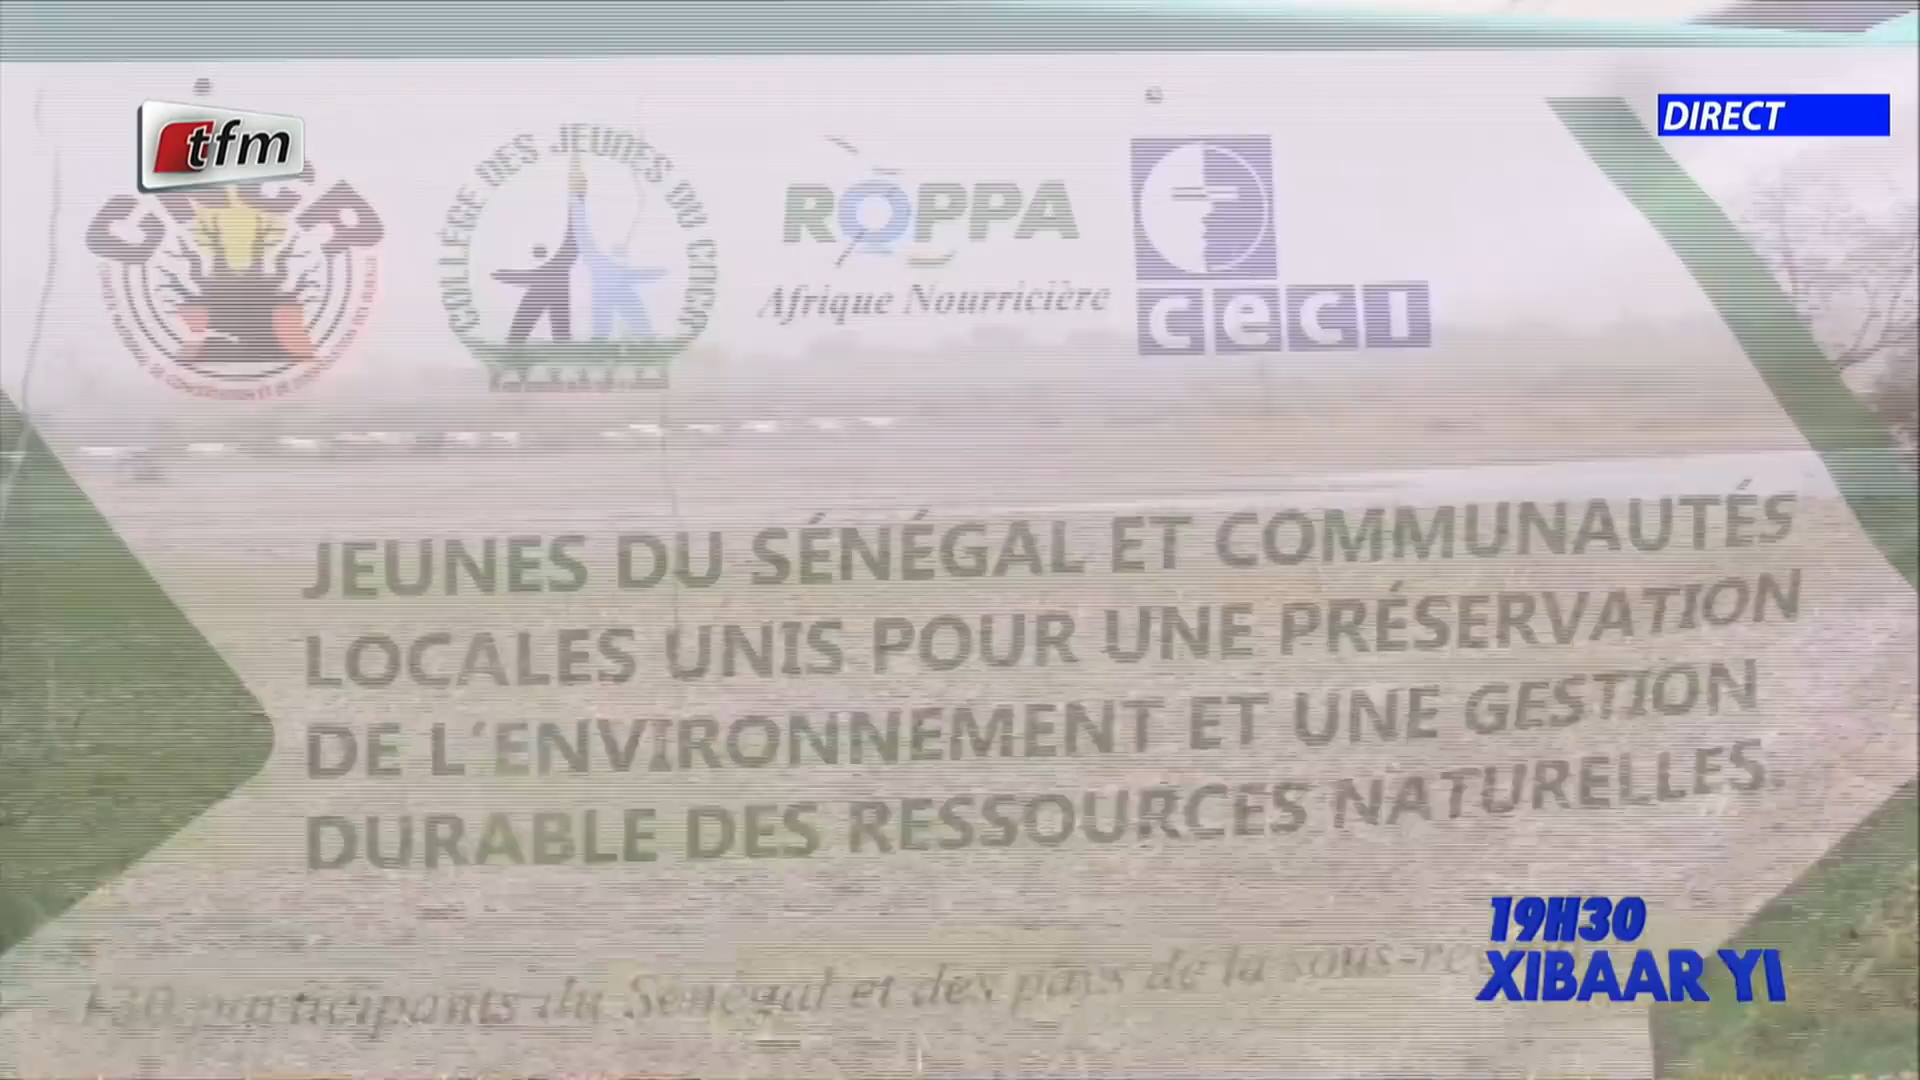 tfm
DIRECT
CNCR
COLLÈGE DES JEUNES DU CNCR
ROPPA
Afrique Nourricière
CECI
JEUNES DU SÉNÉGAL ET COMMUNAUTÉS
LOCALES UNIS POUR UNE PRÉSERVATION
DE L'ENVIRONNEMENT ET UNE GESTION
DURABLE DES RESSOURCES NATURELLES.
19H30
XIBAAR YI
130 participants du Sénégal et des pays de la